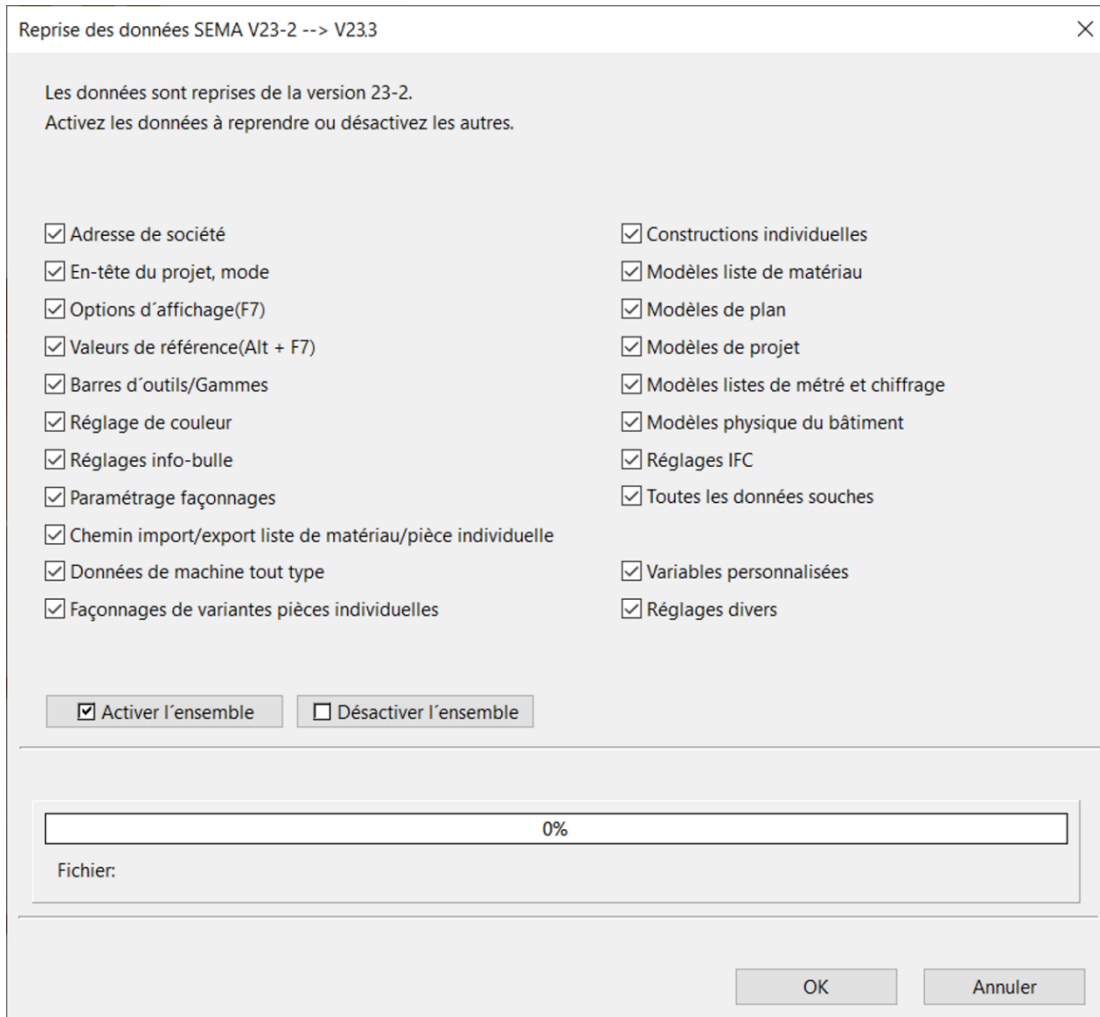 Reprise des données SEMA V23-2 --> V23.3
Les données sont reprises de la version 23-2.
Activez les données à reprendre ou désactivez les autres.
Adresse de société
En-tête du projet, mode
Options d´affichage(F7)
Valeurs de référence(Alt + F7)
Barres d´outils/Gammes
Réglage de couleur
Réglages info-bulle
Paramétrage façonnages
Chemin import/export liste de matériau/pièce individuelle
Données de machine tout type
Façonnages de variantes pièces individuelles
Constructions individuelles
Modèles liste de matériau
Modèles de plan
Modèles de projet
Modèles listes de métré et chiffrage
Modèles physique du bâtiment
Réglages IFC
Toutes les données souches
Variables personnalisées
Réglages divers
Activer l´ensemble
Désactiver l´ensemble
0%
Fichier:
OK
Annuler